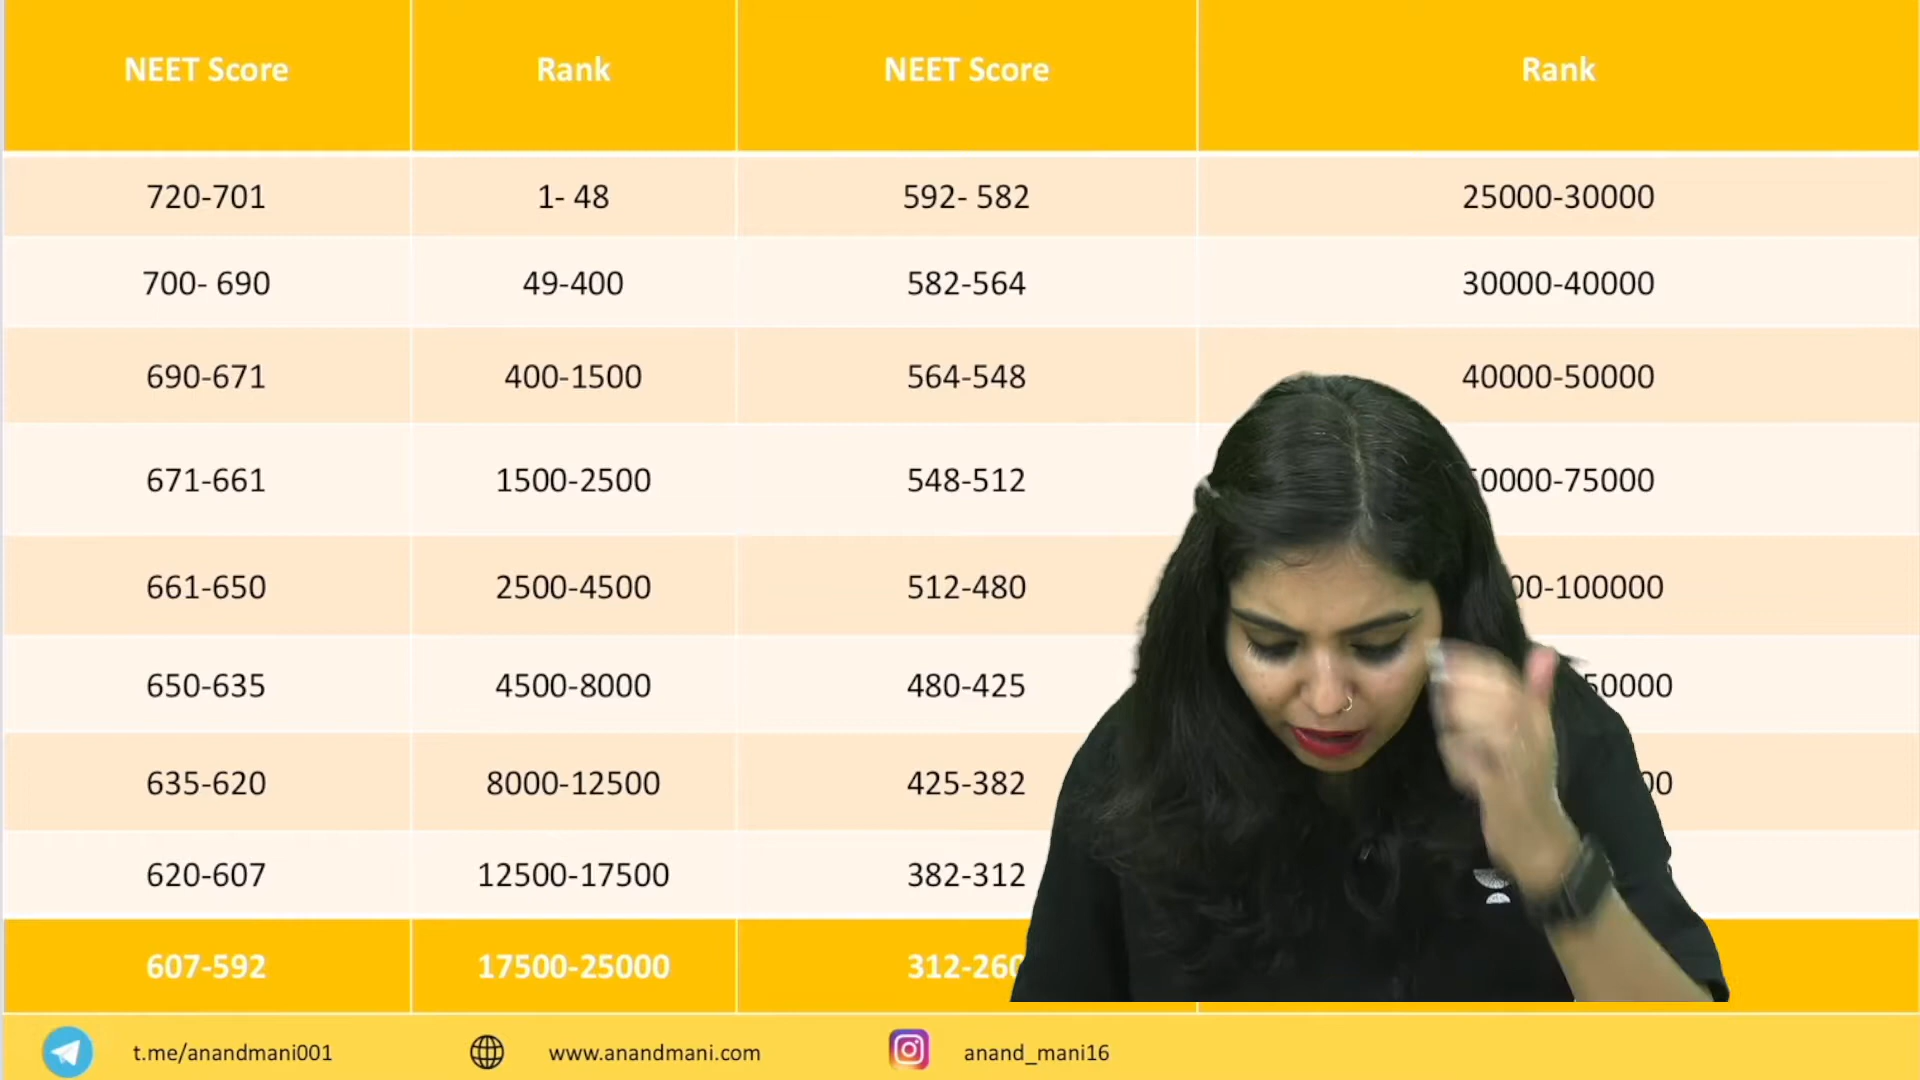 NEET Score Rank NEET Score Rank
720-701 1- 48 592- 582 25000-30000
700- 690 49-400 582-564 30000-40000
690-671 400-1500 564-548 40000-50000
671-661 1500-2500 548-512
661-650 2500-4500 512-480
650-635 4500-8000 480-425
635-620 8000-12500 425-382
620-607 12500-17500 382-312
607-592 17500-25000
t.me/anandmani001 www.anandmani.com anand_mani16